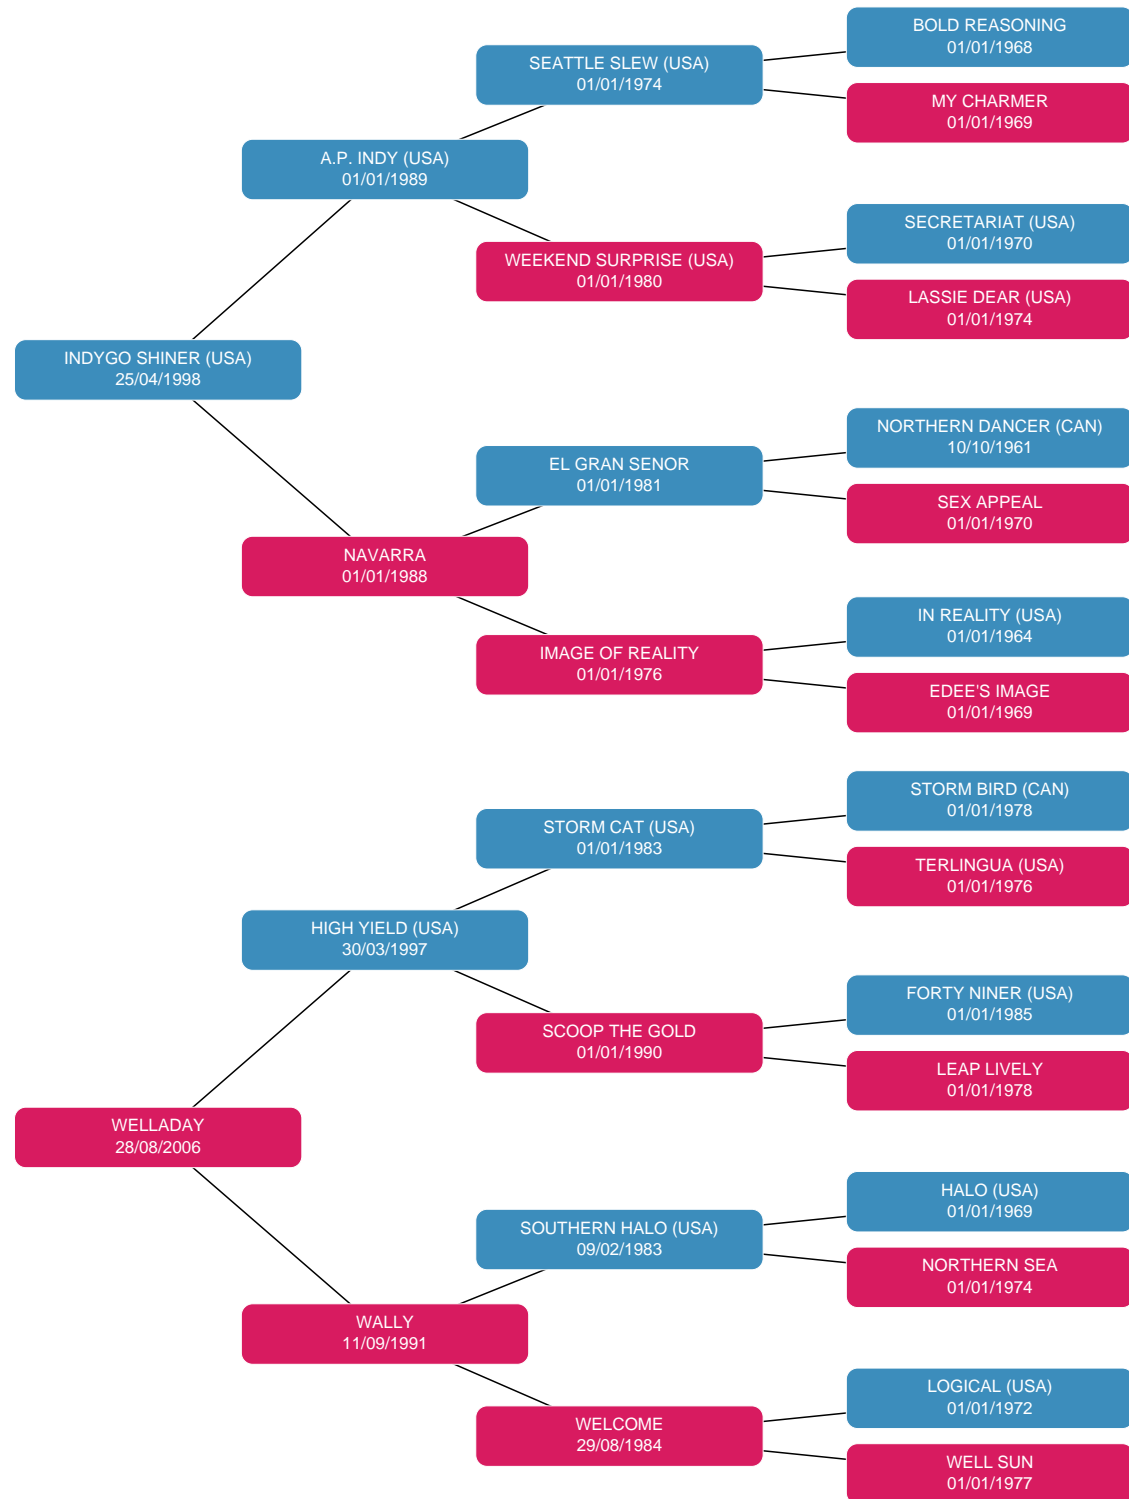 BOLD REASONING
01/01/1968
SEATTLE SLEW (USA)
01/01/1974
MY CHARMER
01/01/1969
A.P. INDY (USA)
01/01/1989
SECRETARIAT (USA)
01/01/1970
WEEKEND SURPRISE (USA)
01/01/1980
LASSIE DEAR (USA)
01/01/1974
INDYGO SHINER (USA)
25/04/1998
NORTHERN DANCER (CAN)
10/10/1961
EL GRAN SENOR
01/01/1981
SEX APPEAL
01/01/1970
NAVARRA
01/01/1988
IN REALITY (USA)
01/01/1964
IMAGE OF REALITY
01/01/1976
EDEE'S IMAGE
01/01/1969
STORM BIRD (CAN)
01/01/1978
STORM CAT (USA)
01/01/1983
TERLINGUA (USA)
01/01/1976
HIGH YIELD (USA)
30/03/1997
FORTY NINER (USA)
01/01/1985
SCOOP THE GOLD
01/01/1990
LEAP LIVELY
01/01/1978
WELLADAY
28/08/2006
HALO (USA)
01/01/1969
SOUTHERN HALO (USA)
09/02/1983
NORTHERN SEA
01/01/1974
WALLY
11/09/1991
LOGICAL (USA)
01/01/1972
WELCOME
29/08/1984
WELL SUN
01/01/1977